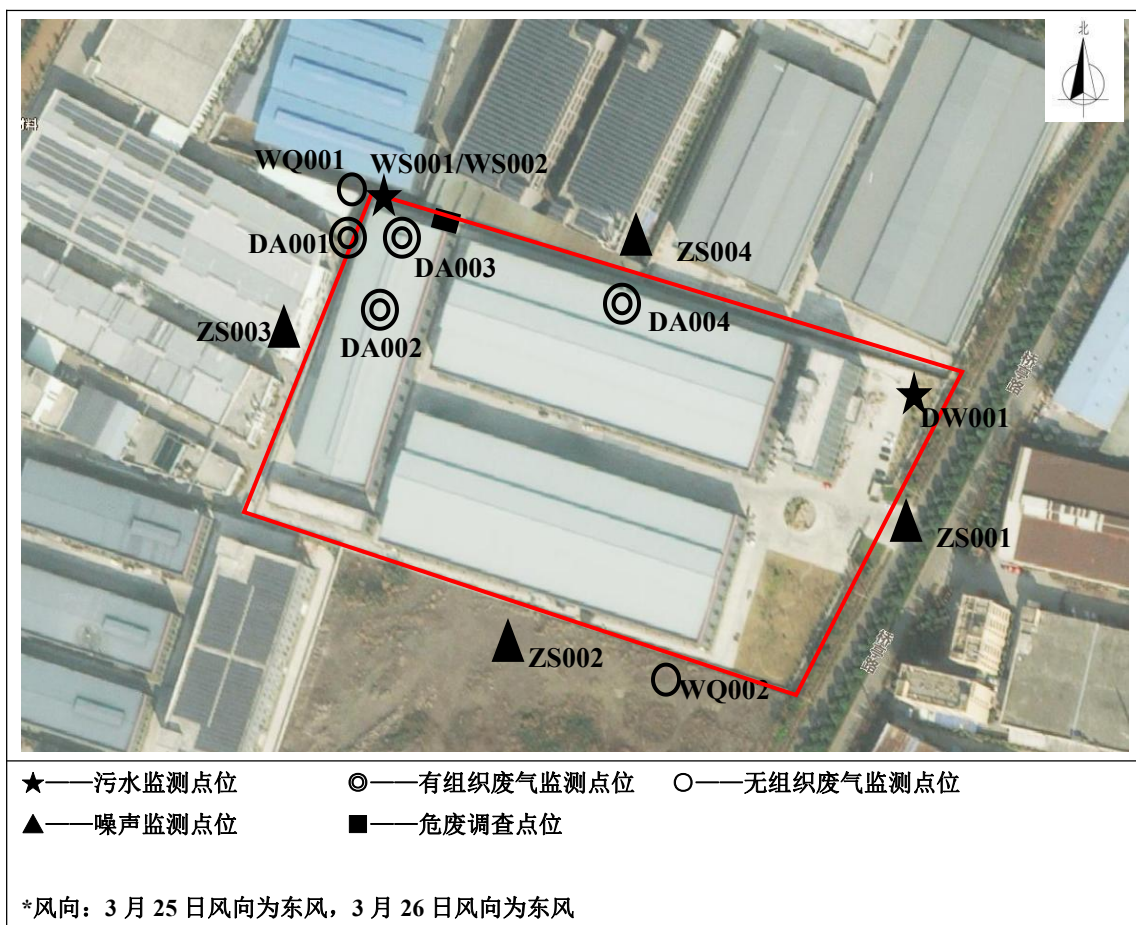 北
WQ001
WS001/WS002
DA001
DA003
ZS004
ZS003
DA002
DA004
DW001
ZS001
ZS002
WQ002
★——污水监测点位 ◎——有组织废气监测点位 ○——无组织废气监测点位
▲——噪声监测点位 ■——危废调查点位
*风向：3 月 25 日风向为东风，3 月 26 日风向为东风